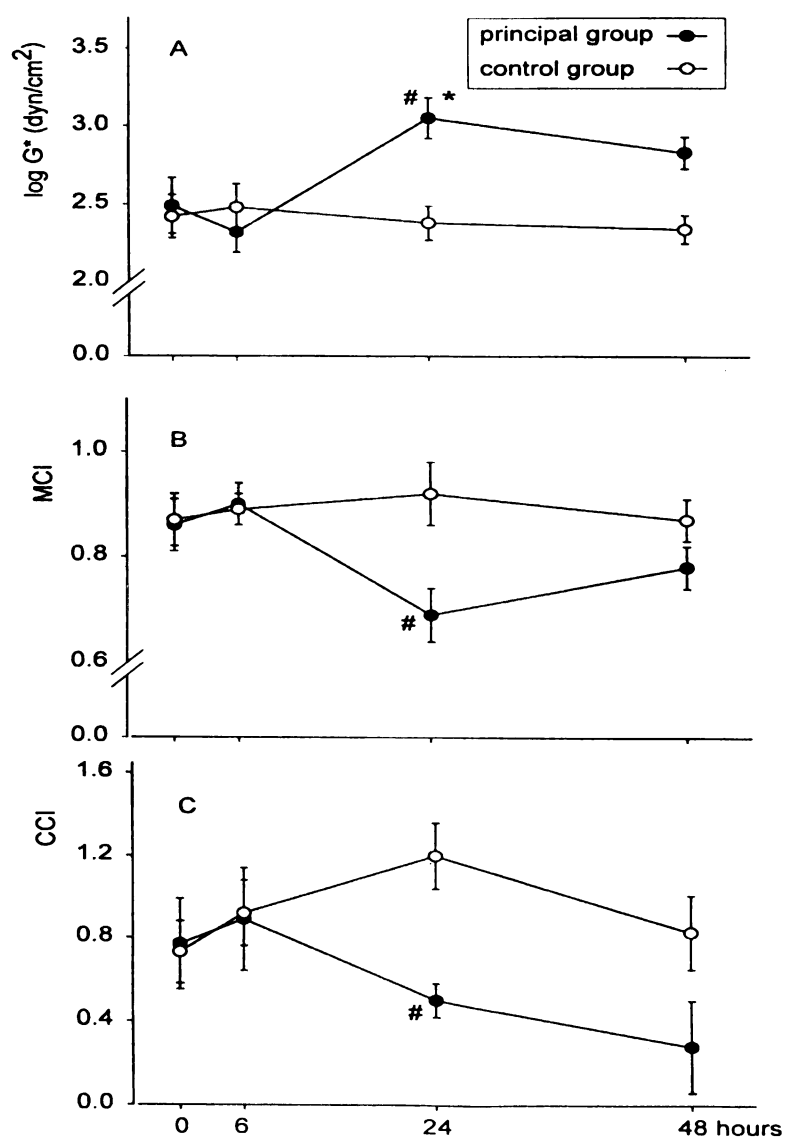 principal group
control group
A
# *
log G* (dyn/cm²)
3.5
3.0
2.5
2.0
0.0
B
MCI
1.0
0.8
0.6
0.0
#
C
CCI
1.6
1.2
0.8
0.4
0.0
#
0 6 24 48 hours